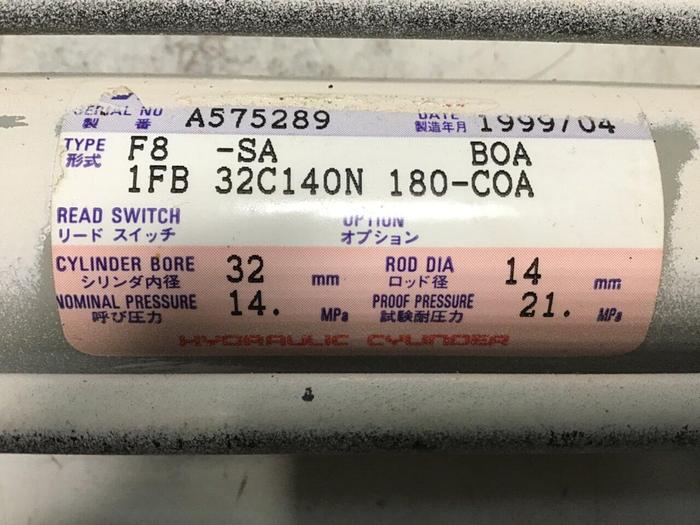 SERIAL NO A575289 DATE 1999/04
製 番 製造年月
TYPE F8 -SA BOA
形式 1FB 32C140N 180-COA
READ SWITCH OPTION
リード スイッチ オプション
CYLINDER BORE 32 mm ROD DIA 14 mm
シリンダ内径 ロッド径
NOMINAL PRESSURE 14. MPa PROOF PRESSURE 21. MPa
呼び圧力 試験耐圧力
HYDRAULIC CYLINDER